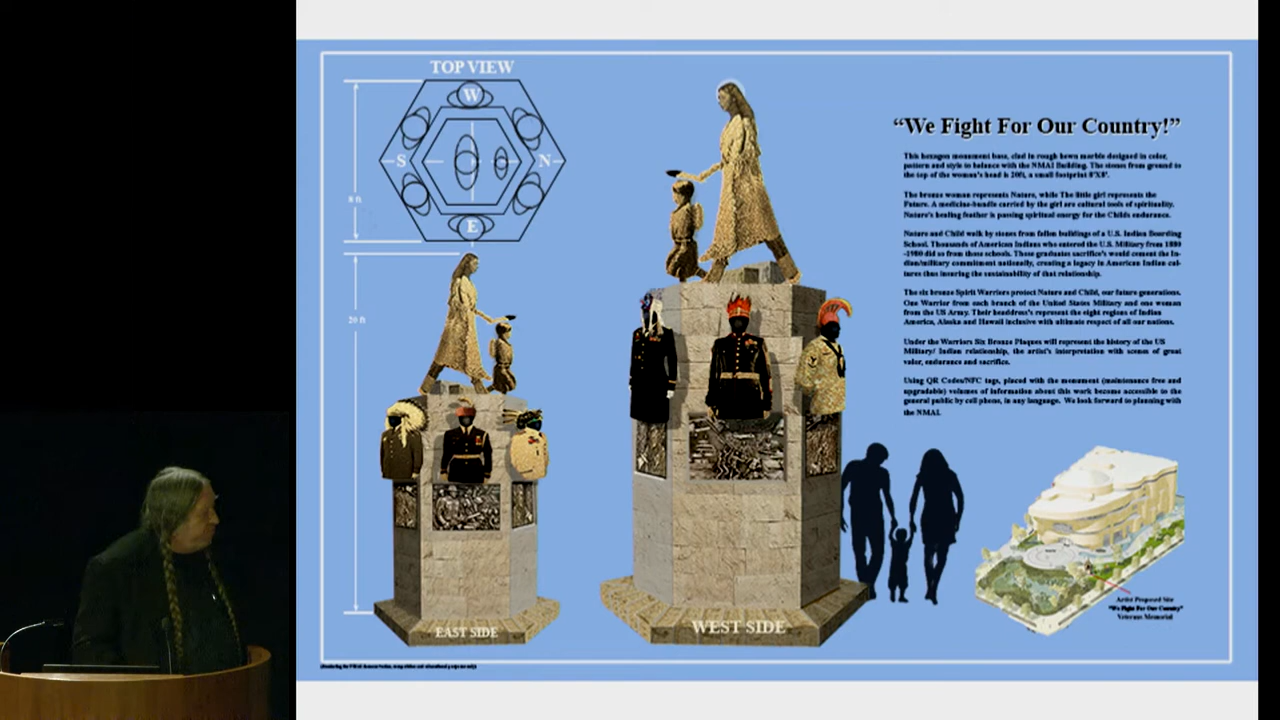 TOP VIEW
W
S
N
E
8 ft
20 ft
EAST SIDE
WEST SIDE
“We Fight For Our Country!”
This hexagon monument base, clad in rough hewn marble designed in color,
pattern and style to balance with the NMAI Building. The stones from ground to
the top of the woman's head is 20ft, a small footprint 8'X8'.
The bronze woman represents Nature, while The little girl represents the
Future. A medicine-bundle carried by the girl are cultural tools of spirituality.
Nature's healing feather is passing spiritual energy for the Childs endurance.
Nature and Child walk by stones from fallen buildings of a U.S. Indian Boarding
School. Thousands of American Indians who entered the U.S. Military from 1880
-1980 did so from these schools. Those graduates sacrifice's would cement the In-
dian/military commitment nationally, creating a legacy in American Indian cul-
tures thus insuring the sustainability of that relationship.
The six bronze Spirit Warriors protect Nature and Child, our future generations.
One Warrior from each branch of the United States Military and one woman
from the US Army. Their headdress's represent the eight regions of Indian
America, Alaska and Hawaii inclusive with ultimate respect of all our nations.
Under the Warriors Six Bronze Plaques will represent the history of the US
Military/ Indian relationship, the artist's interpretation with scenes of great
valor, endurance and sacrifice.
Using QR Codes/NFC tags, placed with the monument (maintenance free and
upgradable) volumes of information about this work become accessible to the
general public by cell phone, in any language. We look forward to planning with
the NMAI.
Artist Proposed Site
"We Fight For Our Country"
Veterans Memorial